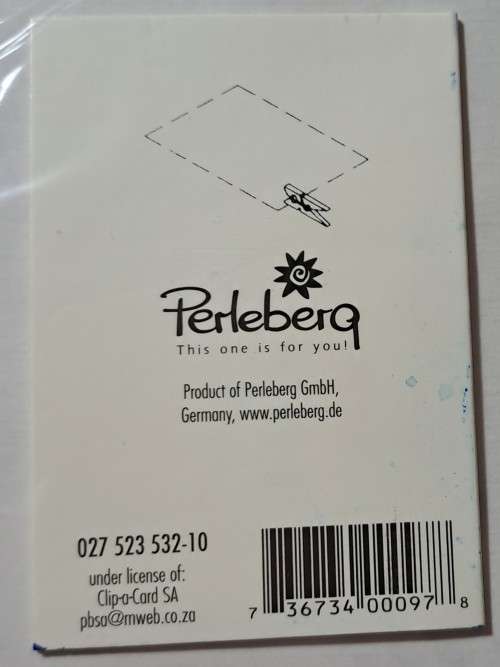 Perleberg
This one is for you!
Product of Perleberg GmbH,
Germany, www.perleberg.de
027 523 532-10
under license of:
Clip-a-Card SA
pbsa@mweb.co.za
7 36734 00097 8